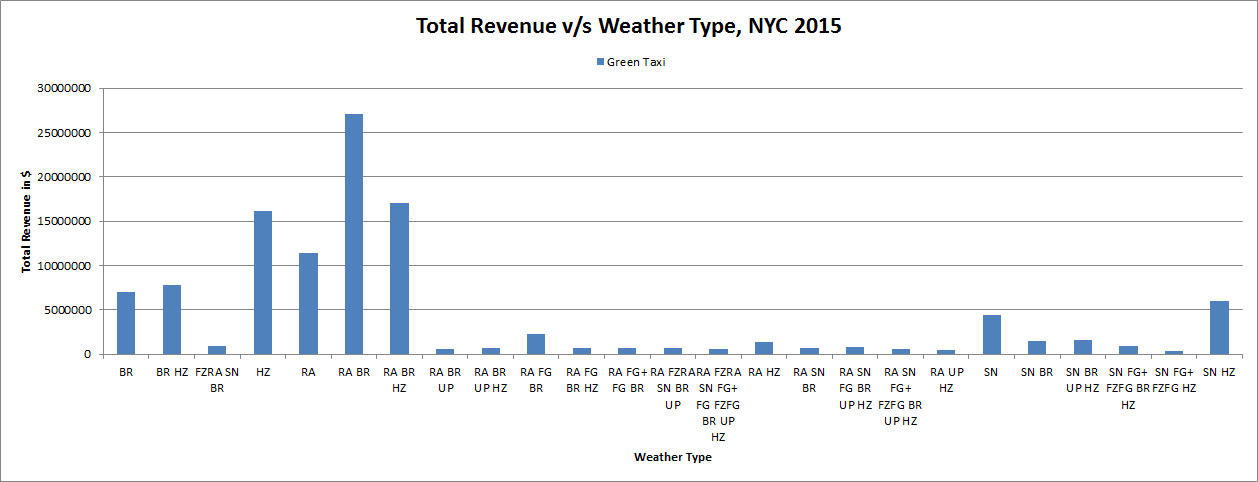 Total Revenue v/s Weather Type, NYC 2015
Green Taxi
Total Revenue in $
30000000
25000000
20000000
15000000
10000000
5000000
0
BR
BR HZ
FZRA SN
BR
HZ
RA
RA BR
RA BR
HZ
RA BR
UP
RA BR
UP HZ
RA FG
BR
RA FG
BR HZ
RA FG+
FG BR
RA FZRA
SN BR
UP
RA FZRA
SN FG+
FG FZFG
BR UP
HZ
RA HZ
RA SN
BR
RA SN
FG BR
UP HZ
RA SN
FG+
FZFG BR
UP HZ
RA UP
HZ
SN
SN BR
SN BR
UP HZ
SN FG+
FZFG BR
HZ
SN FG+
FZFG HZ
SN HZ
Weather Type